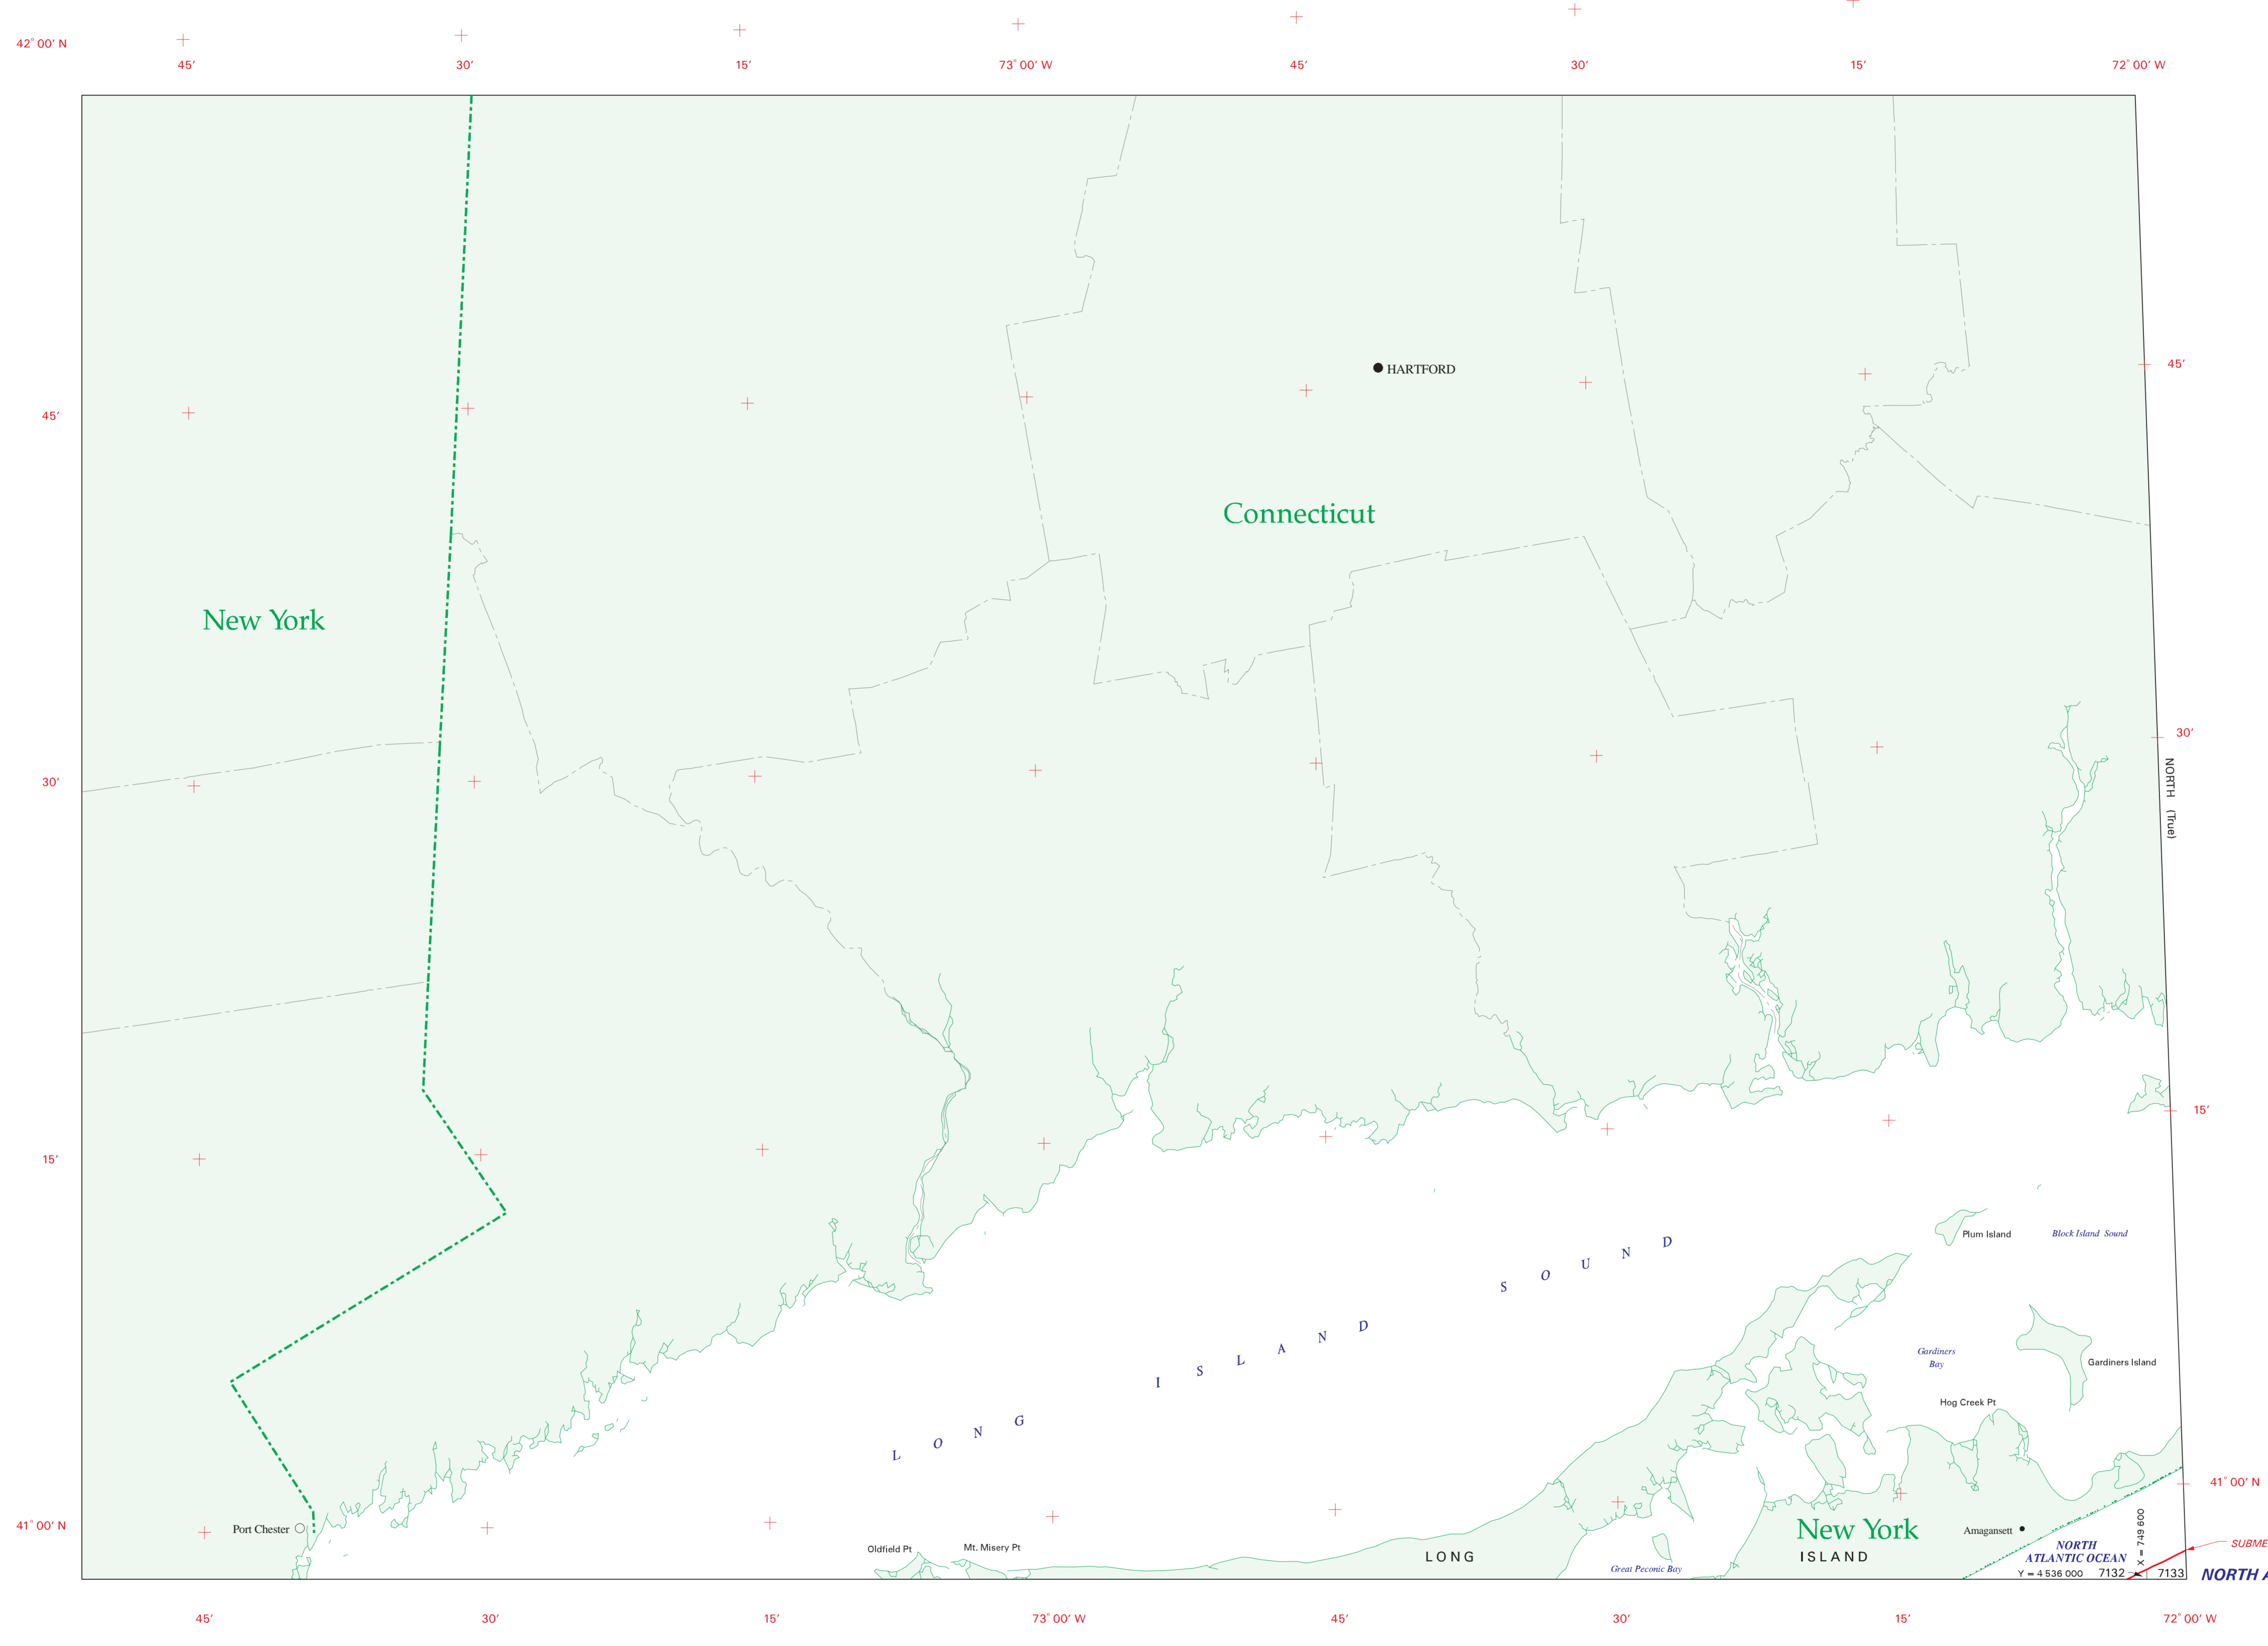 42°00′ N
45′ 30′ 15′ 73°00′ W 45′ 30′ 15′ 72°00′ W
HARTFORD
45′
45′
Connecticut
New York
30′
30′
NORTH (True)
15′
15′
Plum Island
Block Island Sound
LONG ISLAND SOUND
Gardiners
Bay
Gardiners Island
Hog Creek Pt
41°00′ N
41°00′ N
Port Chester
New York
Amagansett
X = 749 600
Oldfield Pt
Mt. Misery Pt
LONG
ISLAND
NORTH
ATLANTIC OCEAN
SUBME
Great Peconic Bay
Y = 4 536 000
7132
7133
NORTH A
45′ 30′ 15′ 73°00′ W 45′ 30′ 15′ 72°00′ W